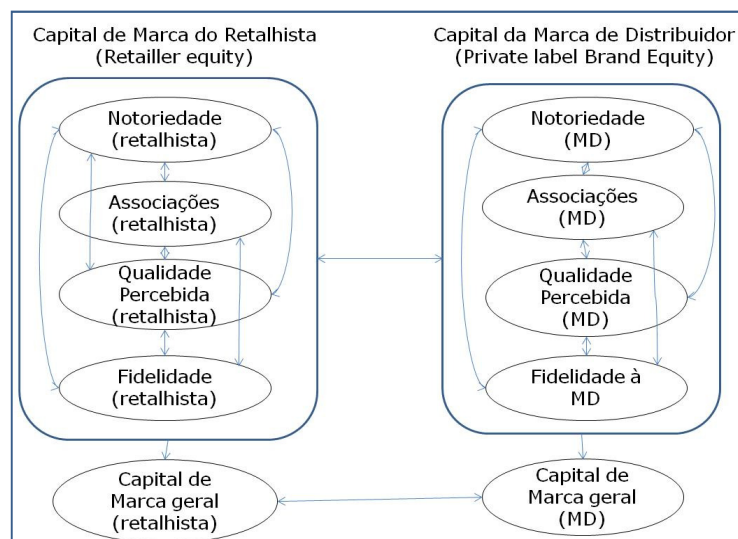 Capital de Marca do Retalhista
(Retailler equity)
Notoriedade
(retalhista)
Associações
(retalhista)
Qualidade
Percebida
(retalhista)
Fidelidade
(retalhista)
Capital de
Marca geral
(retalhista)
Capital da Marca de Distribuidor
(Private label Brand Equity)
Notoriedade
(MD)
Associações
(MD)
Qualidade
Percebida
(MD)
Fidelidade à
MD
Capital de
Marca geral
(MD)